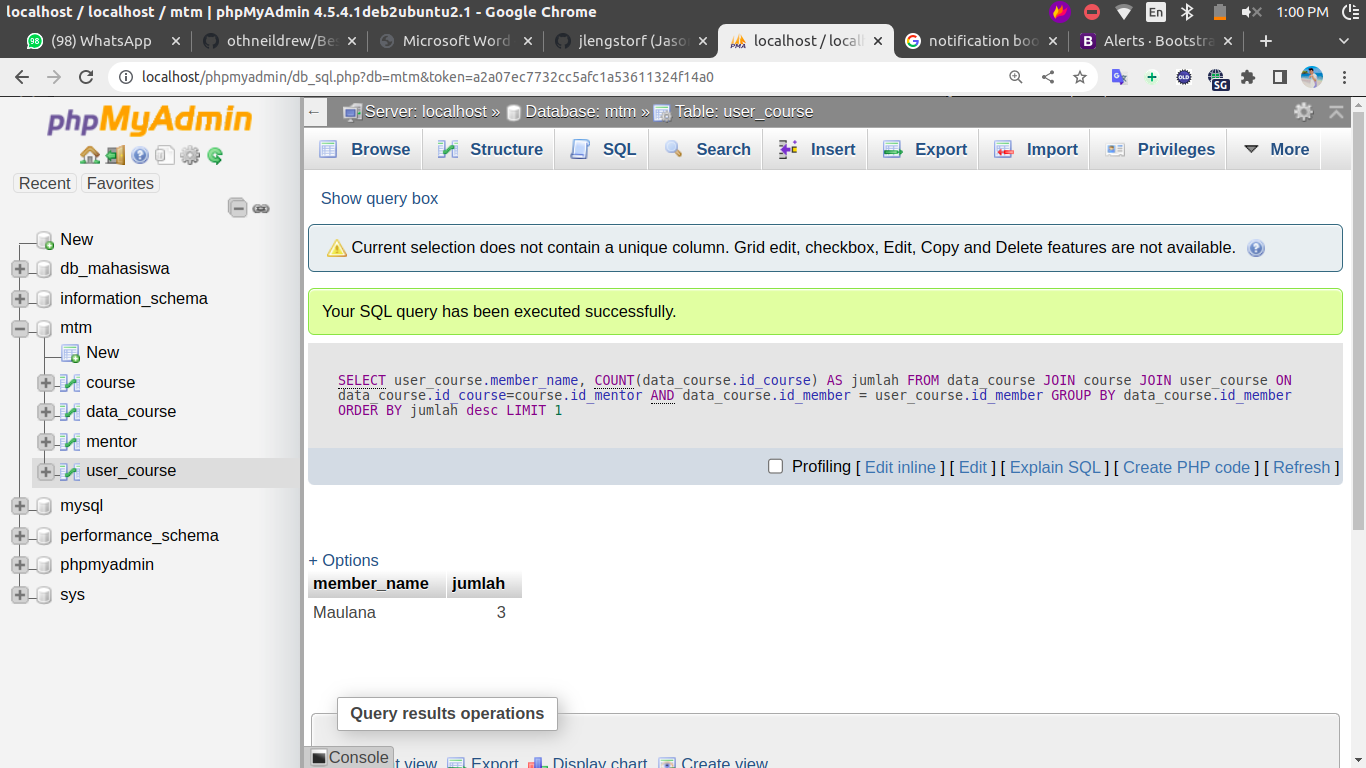 localhost / localhost / mtm | phpMyAdmin 4.5.4.1deb2ubuntu2.1 - Google Chrome
En
1:00 PM
(98) WhatsApp
othneildrew/Bes
Microsoft Word
jlengstorf (Jason
localhost / local
notification boo
Alerts · Bootstra
localhost/phpmyadmin/db_sql.php?db=mtm&token=a2a07ec7732cc5afc1a53611324f14a0
phpMyAdmin
Recent
Favorites
New
db_mahasiswa
information_schema
mtm
New
course
data_course
mentor
user_course
mysql
performance_schema
phpmyadmin
sys
Server: localhost » Database: mtm » Table: user_course
Browse
Structure
SQL
Search
Insert
Export
Import
Privileges
More
Show query box
Current selection does not contain a unique column. Grid edit, checkbox, Edit, Copy and Delete features are not available.
Your SQL query has been executed successfully.
SELECT user_course.member_name, COUNT(data_course.id_course) AS jumlah FROM data_course JOIN course JOIN user_course ON
data_course.id_course=course.id_mentor AND data_course.id_member = user_course.id_member GROUP BY data_course.id_member
ORDER BY jumlah desc LIMIT 1
Profiling [ Edit inline ] [ Edit ] [ Explain SQL ] [ Create PHP code ] [ Refresh ]
+ Options
member_name jumlah
Maulana 3
Query results operations
Console
t view
Export
Display chart
Create view